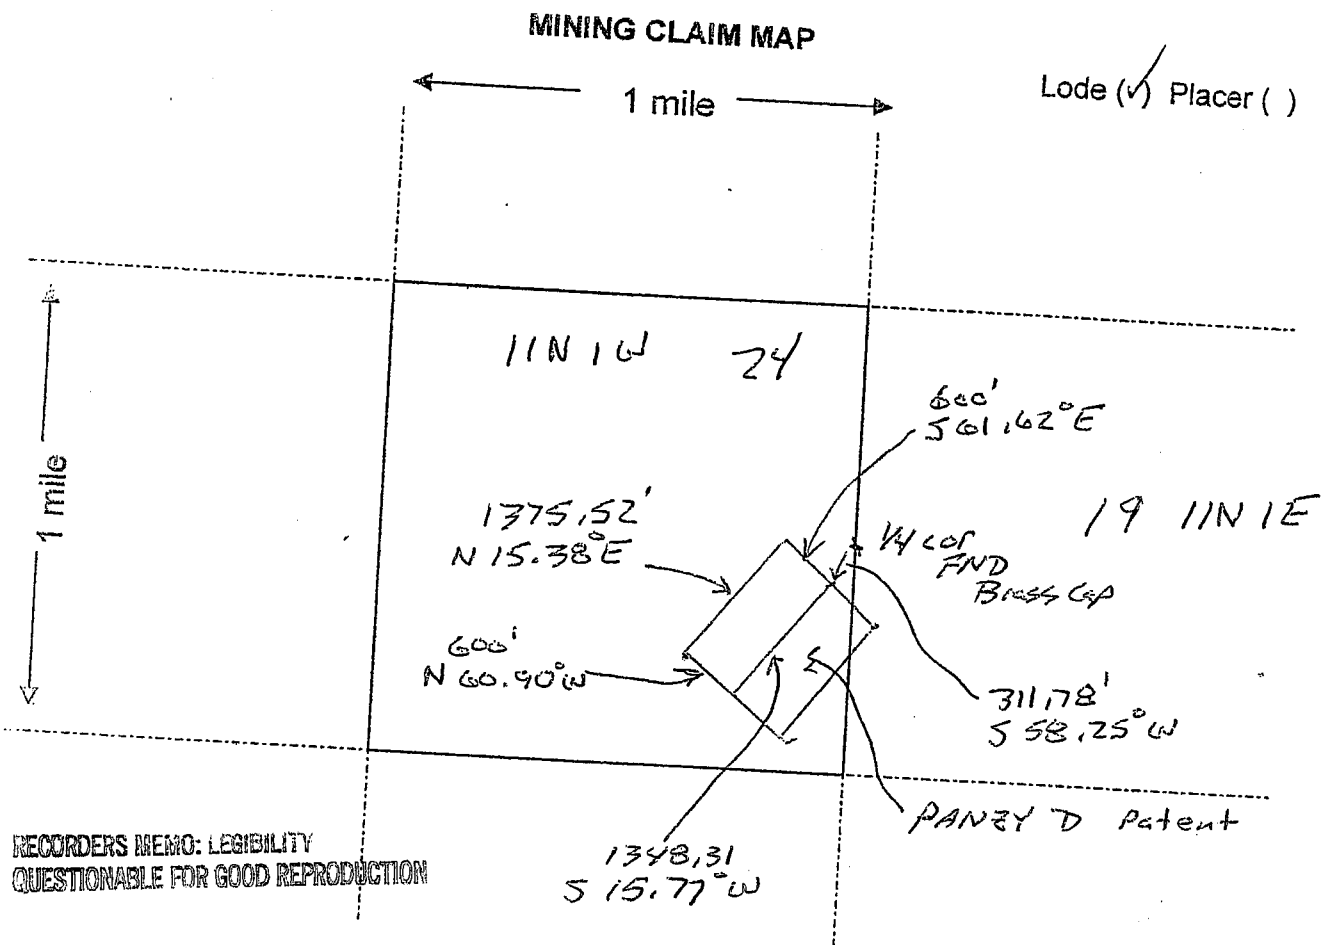 MINING CLAIM MAP
Lode (✓) Placer ( )
1 mile
11N 1W 24
600'
S 61.62° E
1 mile
1375.52'
N 15.38° E
19 11N 1E
1/4 cor
FND
Brass Cap
600'
N 60.90° W
311.78'
S 58.25° W
PANZY D Patent
1348.31
S 15.77° W
RECORDERS MEMO: LEGIBILITY
QUESTIONABLE FOR GOOD REPRODUCTION